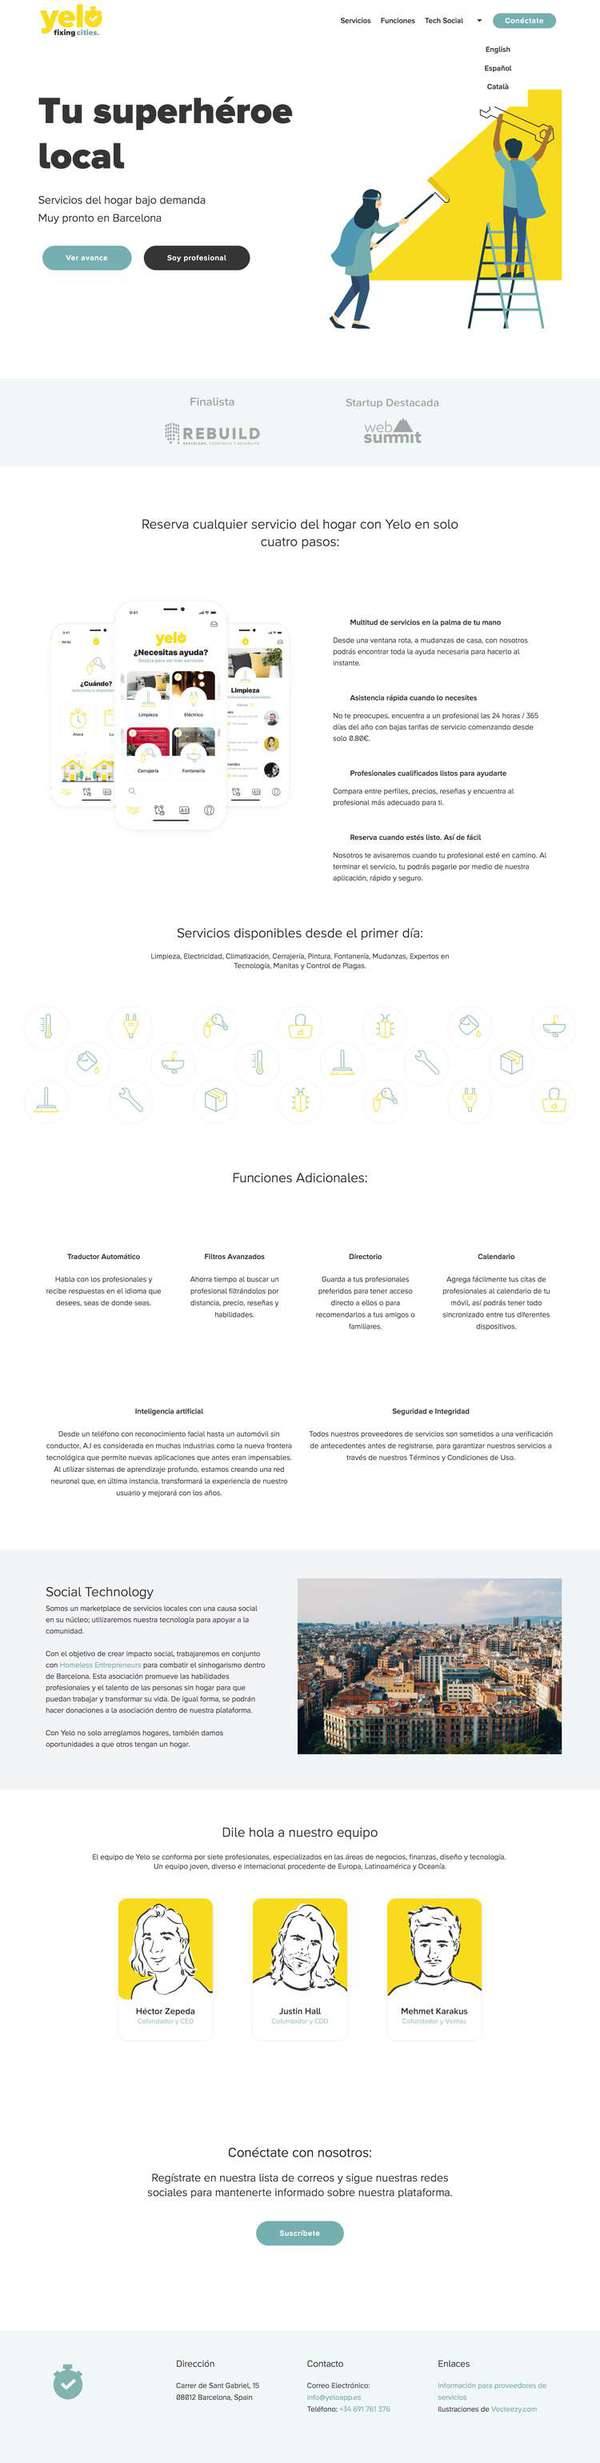 yelo
fixing cities.
Servicios Funciones Tech Social Conéctate
English
Español
Català
Tu superhéroe
local
Servicios del hogar bajo demanda
Muy pronto en Barcelona
Ver avance Soy profesional
Finalista Startup Destacada
REBUILD web
summit
Reserva cualquier servicio del hogar con Yelo en solo
cuatro pasos:
yelo
¿Necesitas ayuda?
¿Cuándo?
Limpieza Eléctrico
Limpieza
Ahora
Cerrajería Fontanería
Multitud de servicios en la palma de tu mano
Desde una ventana rota, a mudanzas de casa, con nosotros
podrás encontrar toda la ayuda necesaria para hacerlo al
instante.
Asistencia rápida cuando lo necesites
No te preocupes, encuentra a un profesional las 24 horas / 365
días del año con bajas tarifas de servicio comenzando desde
solo 0.80€.
Profesionales cualificados listos para ayudarte
Compara entre perfiles, precios, reseñas y encuentra al
profesional más adecuado para ti.
Reserva cuando estés listo. Así de fácil
Nosotros te avisaremos cuando tu profesional esté en camino. Al
terminar el servicio, tu podrás pagarle por medio de nuestra
aplicación, rápido y seguro.
Servicios disponibles desde el primer día:
Limpieza, Electricidad, Climatización, Cerrajería, Pintura, Fontanería, Mudanzas, Expertos en
Tecnología, Manitas y Control de Plagas.
Funciones Adicionales:
Traductor Automático
Habla con los profesionales y
recibe respuestas en el idioma que
desees, seas de donde seas.
Filtros Avanzados
Ahorra tiempo al buscar un
profesional filtrándolos por
distancia, precio, reseñas y
habilidades.
Directorio
Guarda a tus profesionales
preferidos para tener acceso
directo a ellos o para
recomendarlos a tus amigos o
familiares.
Calendario
Agrega fácilmente tus citas de
profesionales al calendario de tu
móvil, así podrás tener todo
sincronizado entre tus diferentes
dispositivos.
Inteligencia artificial
Desde un teléfono con reconocimiento facial hasta un automóvil sin
conductor, A.I es considerada en muchas industrias como la nueva frontera
tecnológica que permite nuevas aplicaciones que antes eran impensables.
Al utilizar sistemas de aprendizaje profundo, estamos creando una red
neuronal que, en última instancia, transformará la experiencia de nuestro
usuario y mejorará con los años.
Seguridad e Integridad
Todos nuestros proveedores de servicios son sometidos a una verificación
de antecedentes antes de registrarse, para garantizar nuestros servicios a
través de nuestros Términos y Condiciones de Uso.
Social Technology
Somos un marketplace de servicios locales con una causa social
en su núcleo; utilizaremos nuestra tecnología para apoyar a la
comunidad.
Con el objetivo de crear impacto social, trabajaremos en conjunto
con Homeless Entrepreneurs para combatir el sinhogarismo dentro
de Barcelona. Esta asociación promueve las habilidades
profesionales y el talento de las personas sin hogar para que
puedan trabajar y transformar su vida. De igual forma, se podrán
hacer donaciones a la asociación dentro de nuestra plataforma.
Con Yelo no solo arreglamos hogares, también damos
oportunidades a que otros tengan un hogar.
Dile hola a nuestro equipo
El equipo de Yelo se conforma por siete profesionales, especializados en las áreas de negocios, finanzas, diseño y tecnología.
Un equipo joven, diverso e internacional procedente de Europa, Latinoamérica y Oceanía.
Héctor Zepeda
Cofundador y CEO
Justin Hall
Cofundador y COO
Mehmet Karakus
Cofundador y Ventas
Conéctate con nosotros:
Regístrate en nuestra lista de correos y sigue nuestras redes
sociales para mantenerte informado sobre nuestra plataforma.
Suscríbete
Dirección
Carrer de Sant Gabriel, 15
08012 Barcelona, Spain
Contacto
Correo Electrónico:
info@yeloapp.es
Teléfono: +34 691 761 376
Enlaces
Información para proveedores de
servicios
Ilustraciones de Vecteezy.com